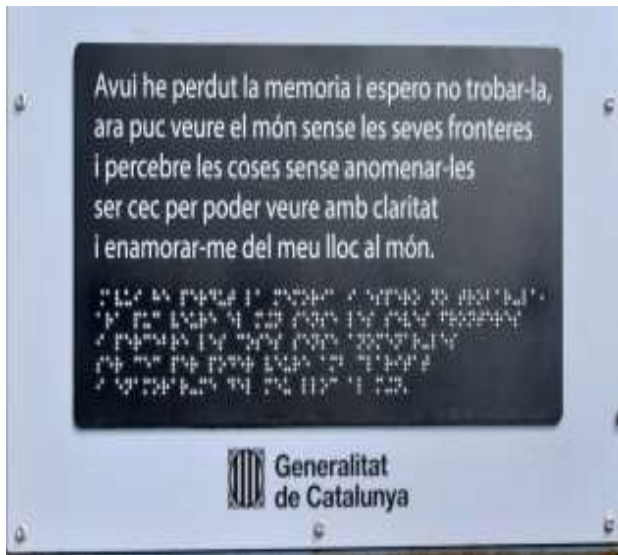 Avui he perdut la memoria i espero no trobar-la,
ara puc veure el món sense les seves fronteres
i percebre les coses sense anomenar-les
ser cec per poder veure amb claritat
i enamorar-me del meu lloc al món.
Generalitat
de Catalunya